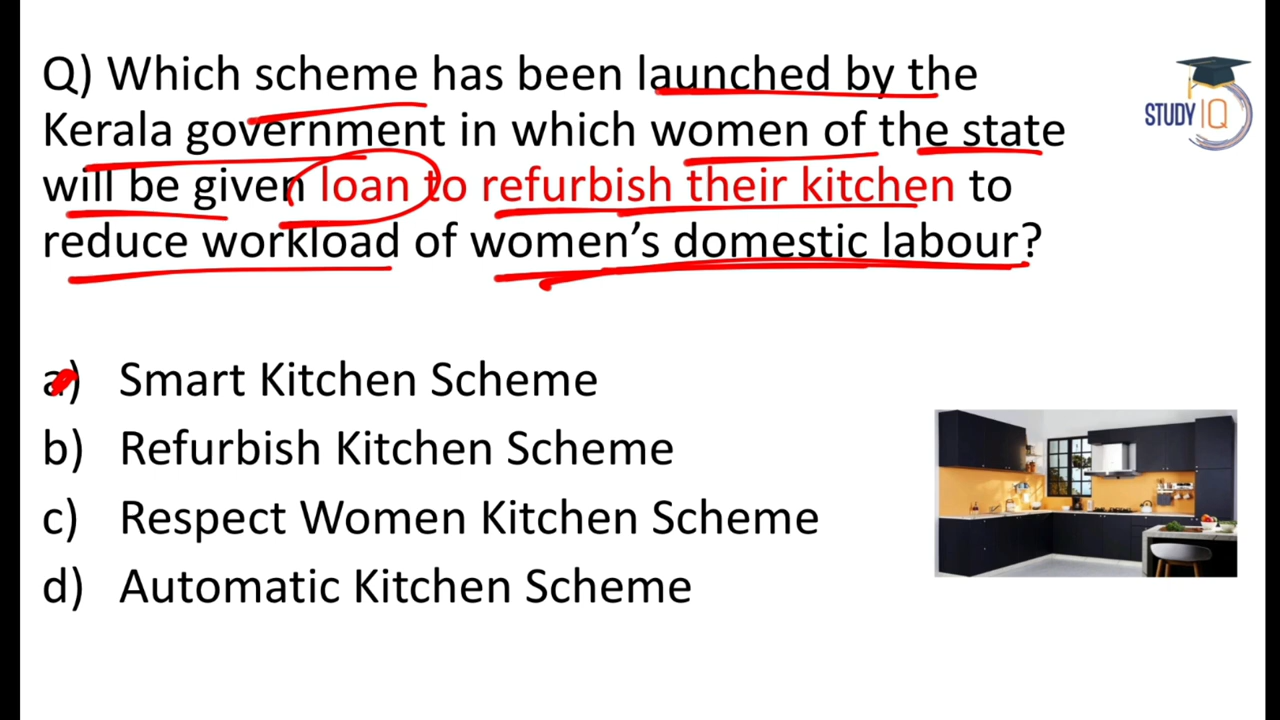 Q) Which scheme has been launched by the
Kerala government in which women of the state
will be given loan to refurbish their kitchen to
reduce workload of women’s domestic labour?
STUDY IQ
a) Smart Kitchen Scheme
b) Refurbish Kitchen Scheme
c) Respect Women Kitchen Scheme
d) Automatic Kitchen Scheme